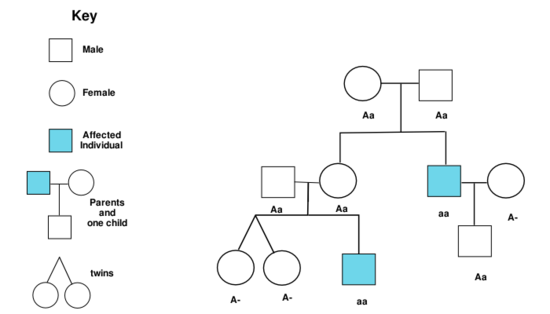 Key
Male
Female
Affected
Individual
Parents
and
one child
twins
Aa
Aa
Aa
Aa
aa
A-
A-
A-
aa
Aa